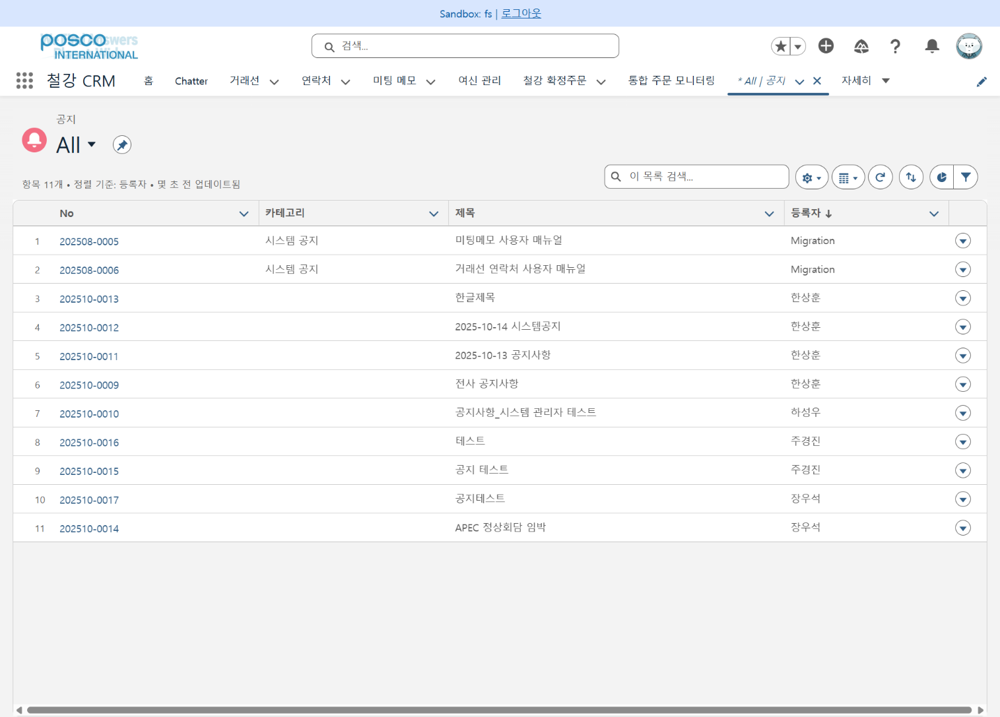 Sandbox: fs | 로그아웃
posco
INTERNATIONAL
검색...
철강 CRM 홈 Chatter 거래선 연락처 미팅 메모 여신 관리 철강 확정주문 통합 주문 모니터링 * All | 공지 자세히
공지
All
항목 11개 • 정렬 기준: 등록자 • 몇 초 전 업데이트됨
이 목록 검색...
No 카테고리 제목 등록자
1 202508-0005 시스템 공지 미팅메모 사용자 매뉴얼 Migration
2 202508-0006 시스템 공지 거래선 연락처 사용자 매뉴얼 Migration
3 202510-0013 한글제목 한상훈
4 202510-0012 2025-10-14 시스템공지 한상훈
5 202510-0011 2025-10-13 공지사항 한상훈
6 202510-0009 전사 공지사항 한상훈
7 202510-0010 공지사항_시스템 관리자 테스트 하성우
8 202510-0016 테스트 주경진
9 202510-0015 공지 테스트 주경진
10 202510-0017 공지테스트 장우석
11 202510-0014 APEC 정상회담 임박 장우석